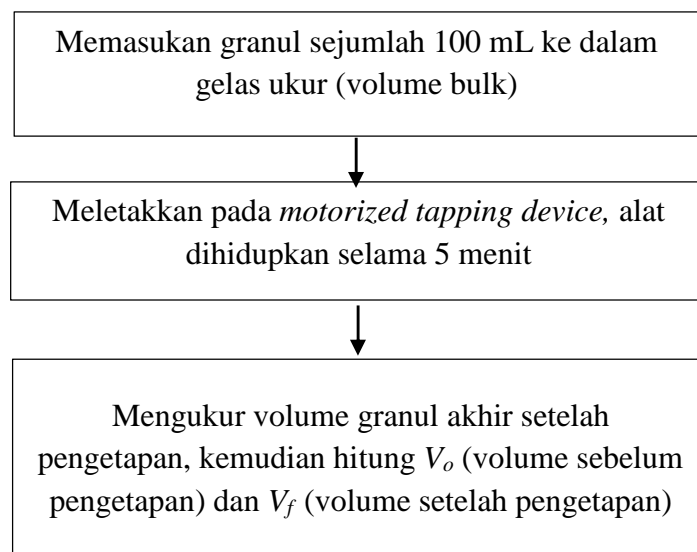 Memasukan granul sejumlah 100 mL ke dalam
gelas ukur (volume bulk)
Meletakkan pada motorized tapping device, alat
dihidupkan selama 5 menit
Mengukur volume granul akhir setelah
pengetapan, kemudian hitung Vo (volume sebelum
pengetapan) dan Vf (volume setelah pengetapan)